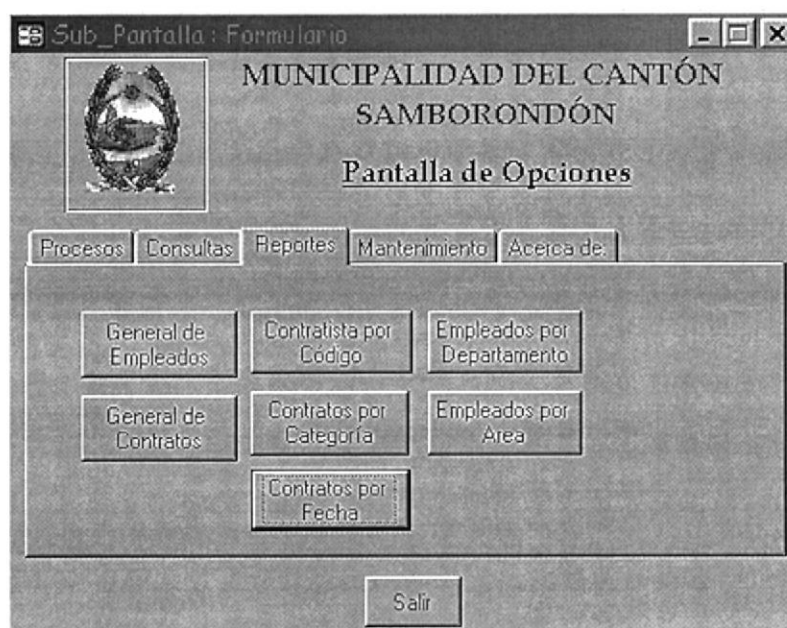 Sub_Pantalla : Formulario
MUNICIPALIDAD DEL CANTÓN
SAMBORONDÓN
Pantalla de Opciones
Procesos Consultas Reportes Mantenimiento Acerca de:
General de
Empleados
Contratista por
Código
Empleados por
Departamento
General de
Contratos
Contratos por
Categoría
Empleados por
Area
Contratos por
Fecha
Salir